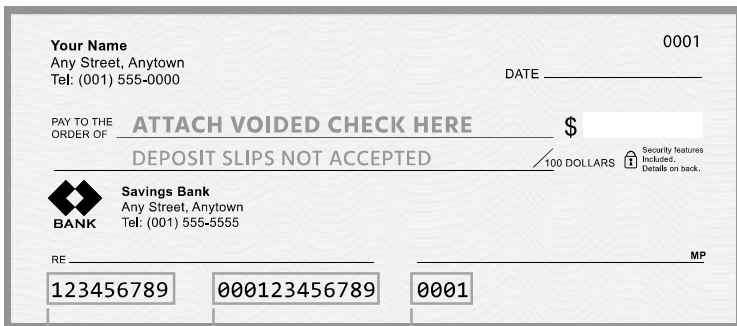 Your Name
0001
Any Street, Anytown
Tel: (001) 555-0000
DATE
PAY TO THE
ORDER OF
ATTACH VOIDED CHECK HERE
$
DEPOSIT SLIPS NOT ACCEPTED
/100 DOLLARS
Security features
Included.
Details on back.
BANK
Savings Bank
Any Street, Anytown
Tel: (001) 555-5555
RE
MP
123456789 000123456789 0001